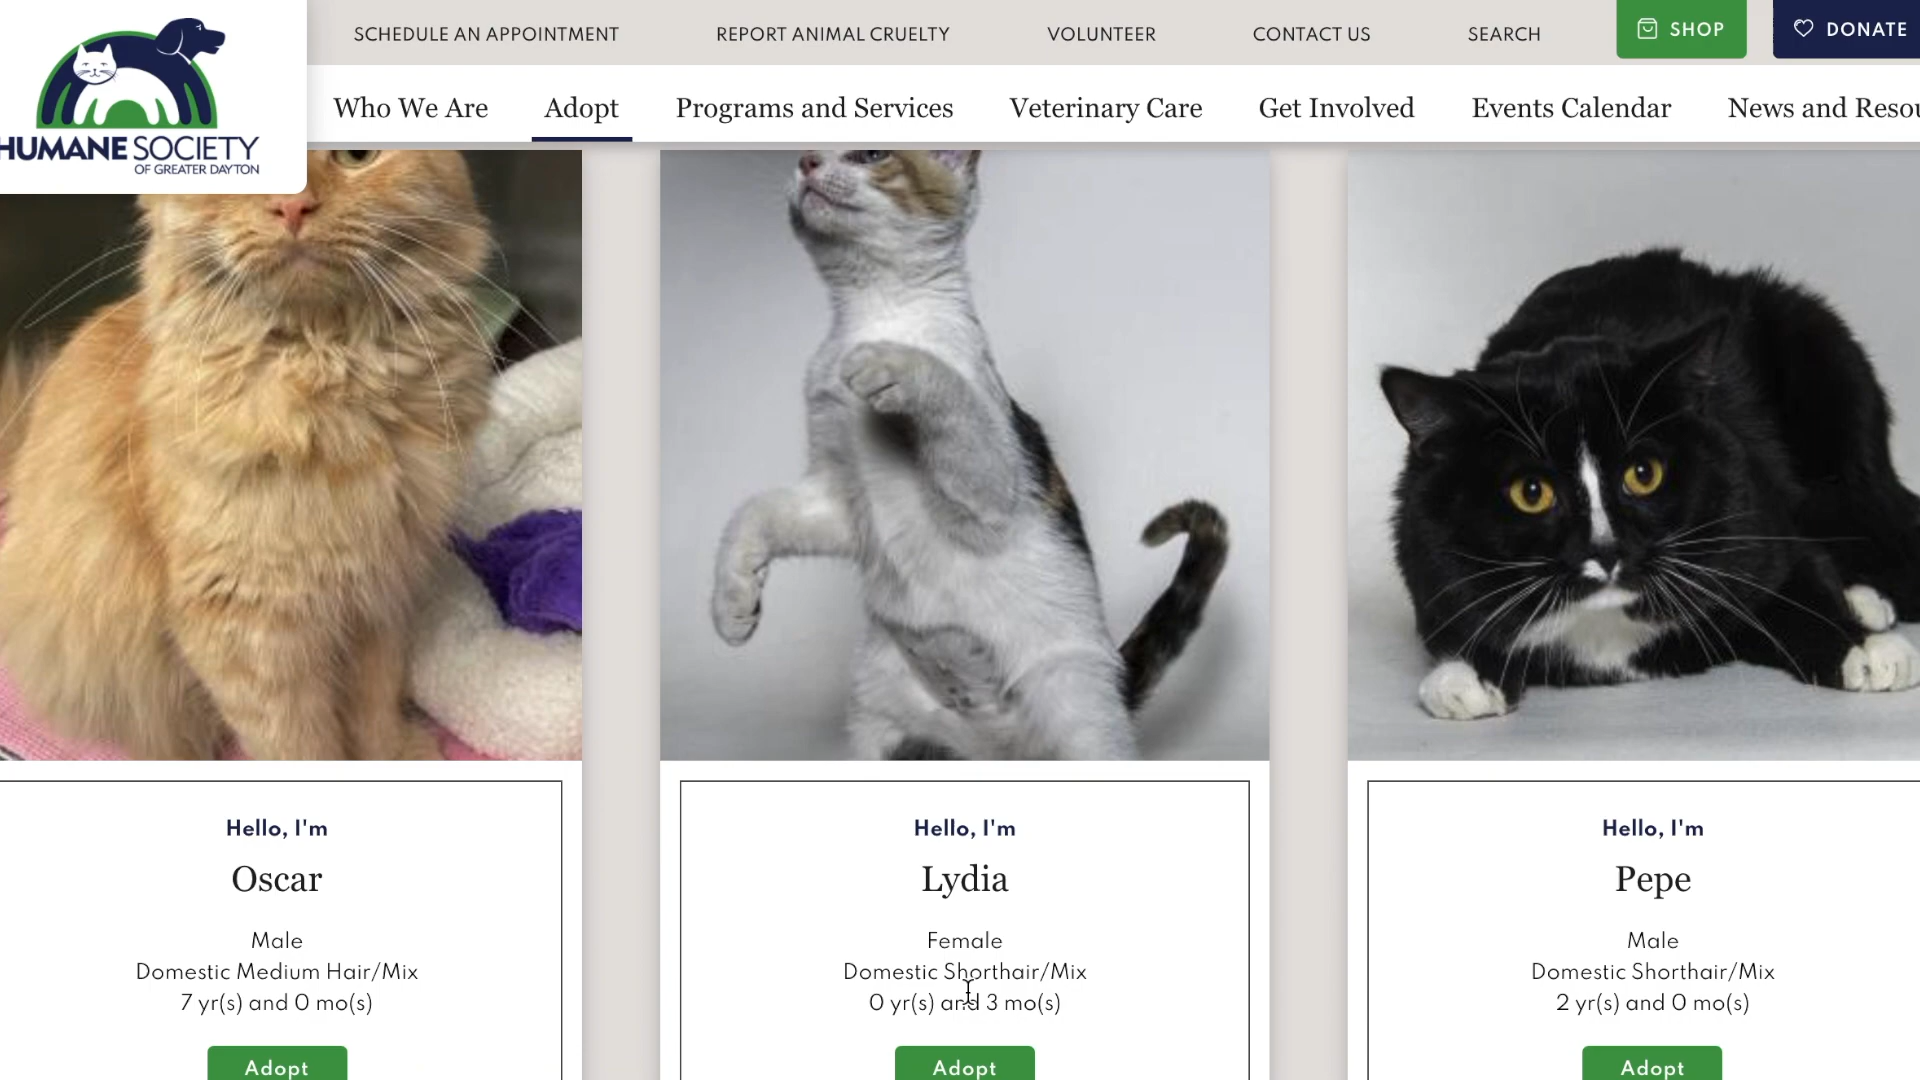 SCHEDULE AN APPOINTMENT REPORT ANIMAL CRUELTY VOLUNTEER CONTACT US SEARCH SHOP DONATE
HUMANE SOCIETY
OF GREATER DAYTON
Who We Are Adopt Programs and Services Veterinary Care Get Involved Events Calendar News and Resou
Hello, I'm
Oscar
Male
Domestic Medium Hair/Mix
7 yr(s) and 0 mo(s)
Adopt
Hello, I'm
Lydia
Female
Domestic Shorthair/Mix
0 yr(s) and 3 mo(s)
Adopt
Hello, I'm
Pepe
Male
Domestic Shorthair/Mix
2 yr(s) and 0 mo(s)
Adopt